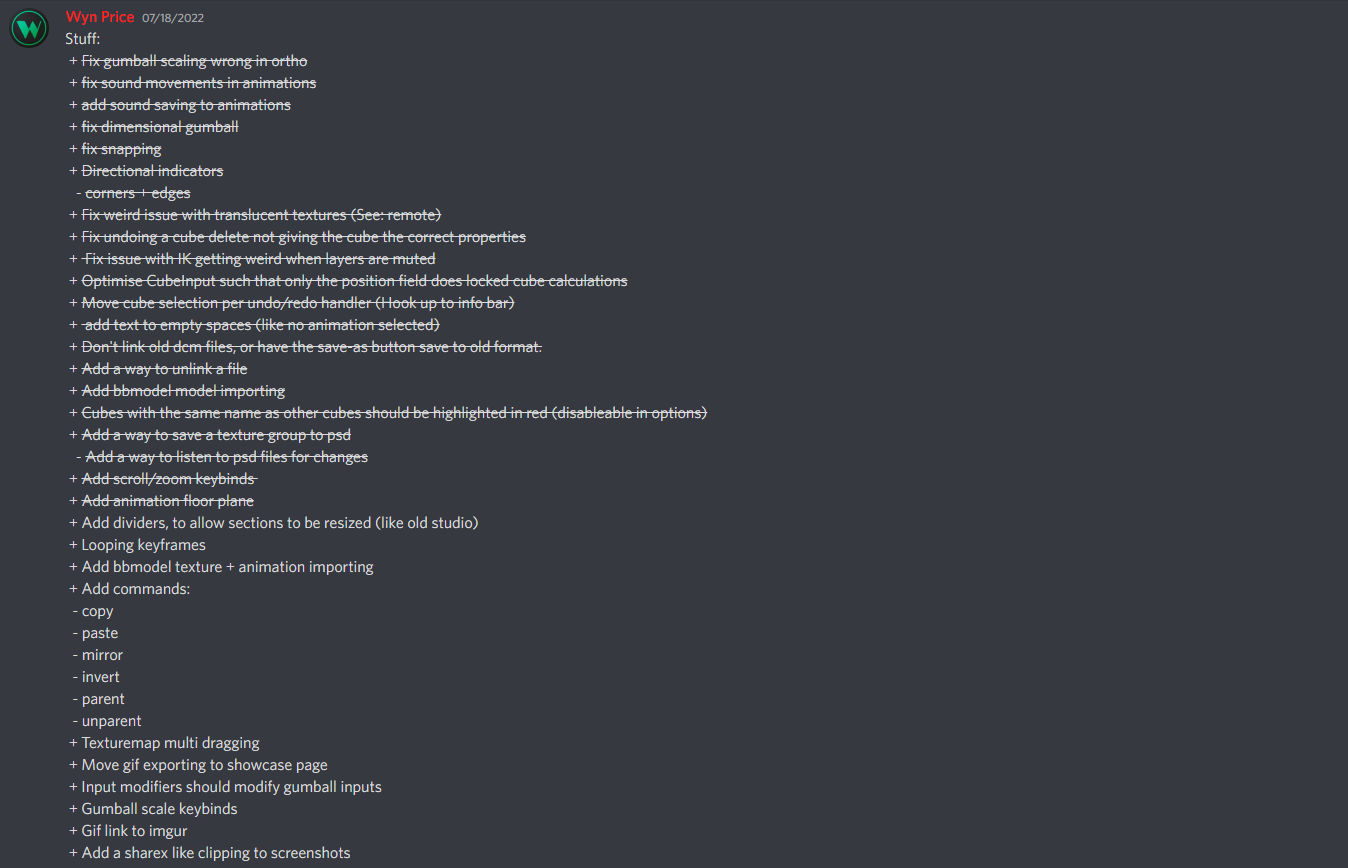 Wyn Price 07/18/2022
Stuff:
+ Fix gumball scaling wrong in ortho
+ fix sound movements in animations
+ add sound saving to animations
+ fix dimensional gumball
+ fix snapping
+ Directional indicators
- corners + edges
+ Fix weird issue with translucent textures (See: remote)
+ Fix undoing a cube delete not giving the cube the correct properties
+ Fix issue with IK getting weird when layers are muted
+ Optimise CubeInput such that only the position field does locked cube calculations
+ Move cube selection per undo/redo handler (Hook up to info bar)
+ add text to empty spaces (like no animation selected)
+ Don't link old dcm files, or have the save-as button save to old format.
+ Add a way to unlink a file
+ Add bbmodel model importing
+ Cubes with the same name as other cubes should be highlighted in red (disableable in options)
+ Add a way to save a texture group to psd
- Add a way to listen to psd files for changes
+ Add scroll/zoom keybinds
+ Add animation floor plane
+ Add dividers, to allow sections to be resized (like old studio)
+ Looping keyframes
+ Add bbmodel texture + animation importing
+ Add commands:
- copy
- paste
- mirror
- invert
- parent
- unparent
+ Texturemap multi dragging
+ Move gif exporting to showcase page
+ Input modifiers should modify gumball inputs
+ Gumball scale keybinds
+ Gif link to imgur
+ Add a sharex like clipping to screenshots